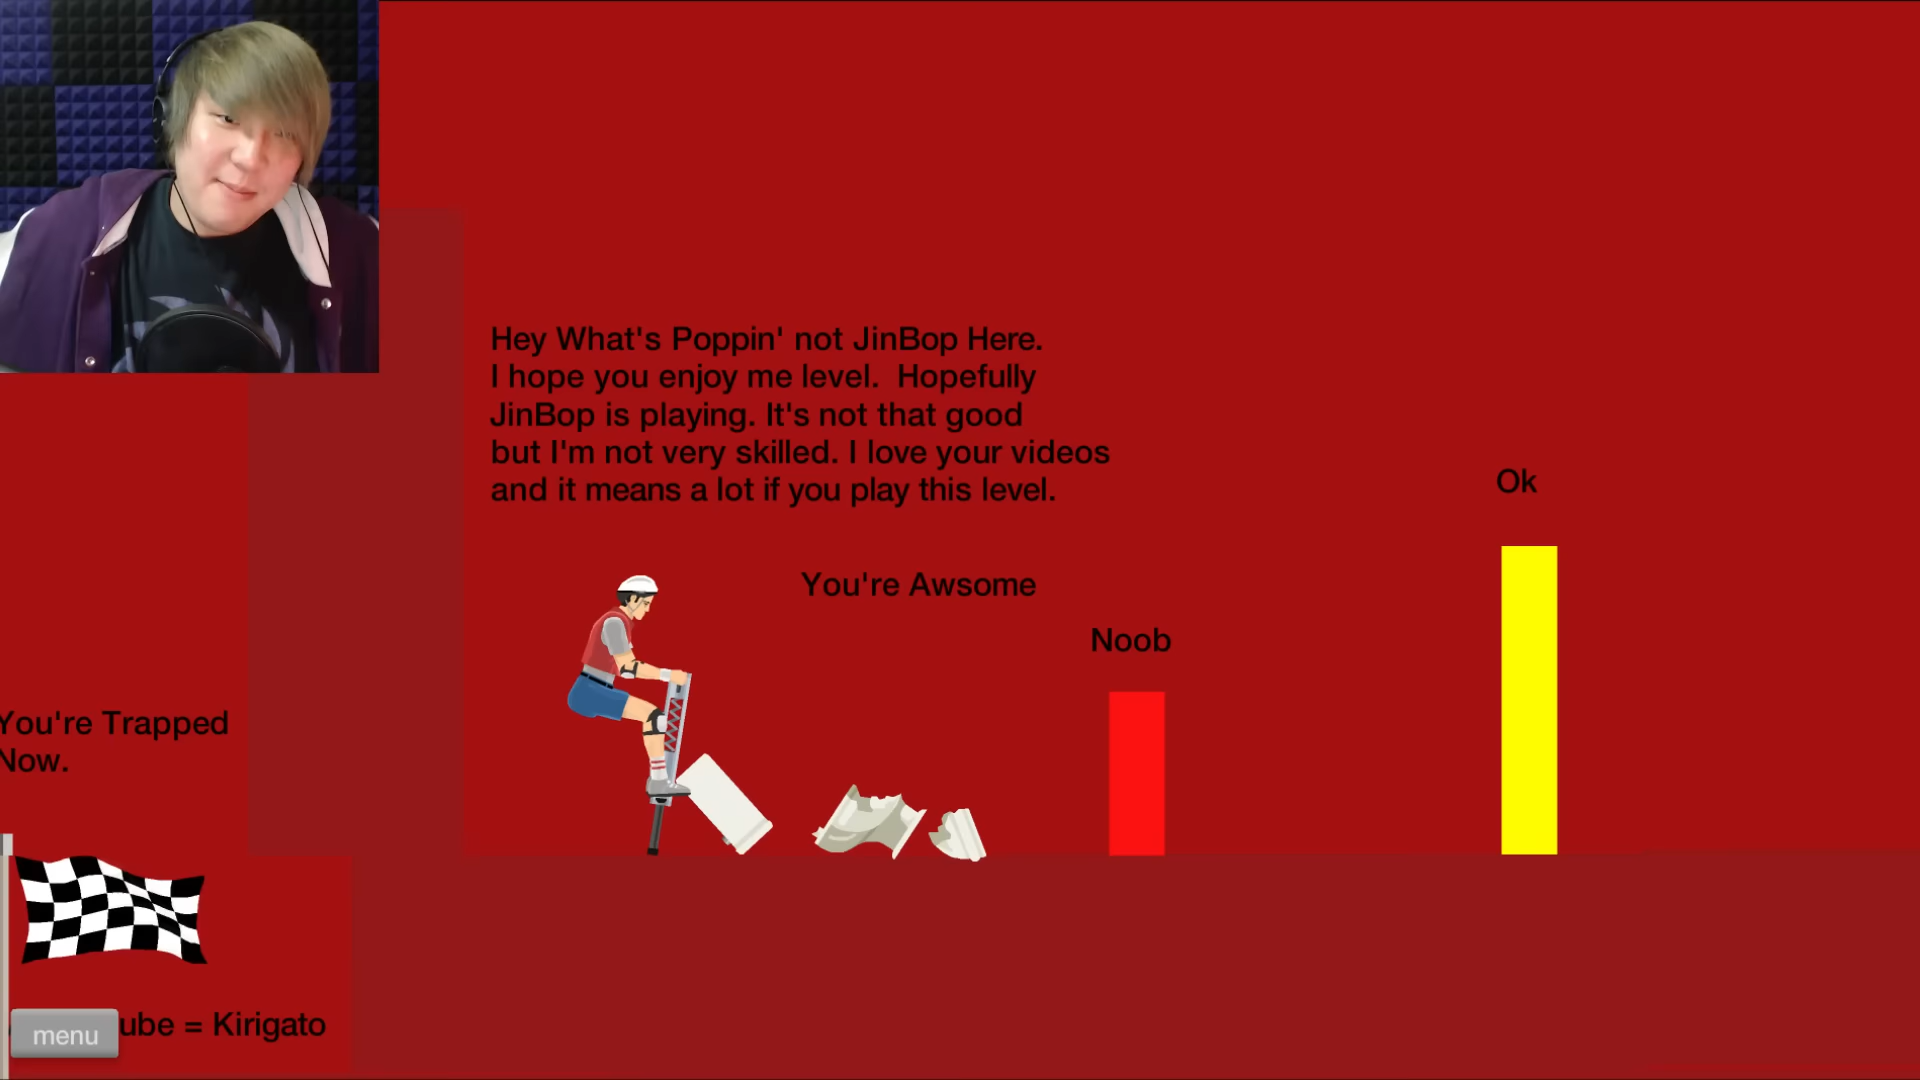 Hey What's Poppin' not JinBop Here.
I hope you enjoy me level. Hopefully
JinBop is playing. It's not that good
but I'm not very skilled. I love your videos
and it means a lot if you play this level.
Ok
You're Awsome
Noob
You're Trapped
Now.
ube = Kirigato
menu